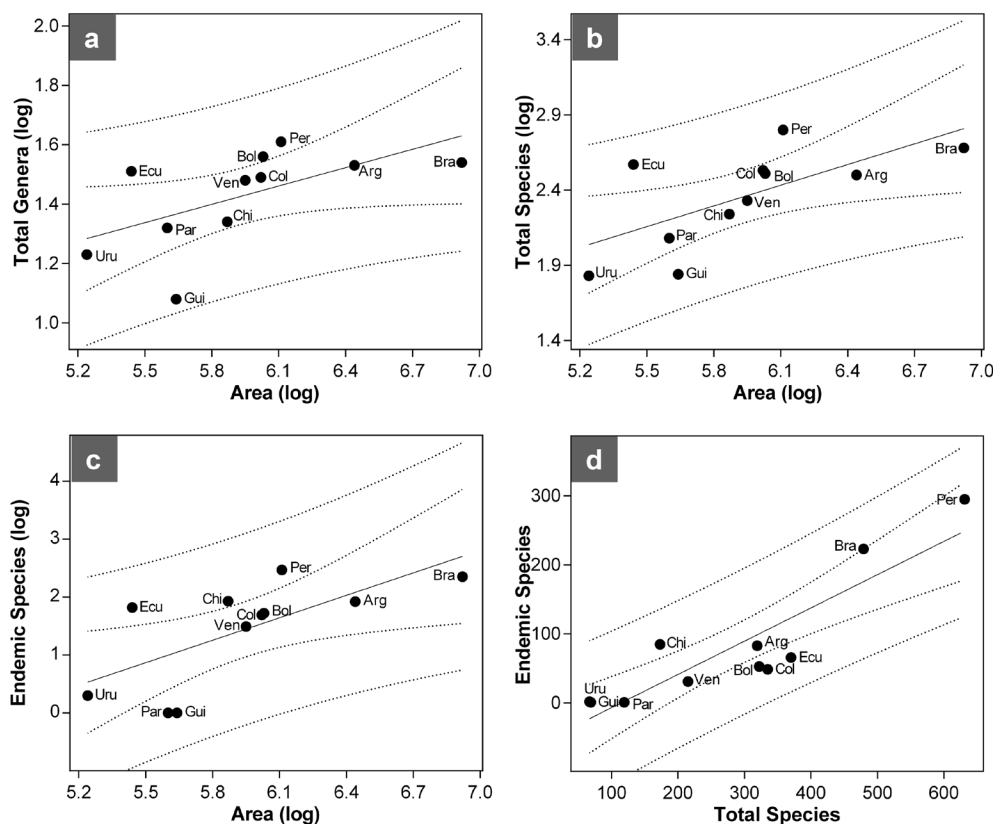 a
Total Genera (log)
2.0
1.8
1.6
1.4
1.2
1.0
Per
Bol
Ecu
Col
Ven
Arg
Bra
Chi
Par
Uru
Gui
5.2
5.5
5.8
6.1
6.4
6.7
7.0
Area (log)
b
Total Species (log)
3.4
2.9
2.4
1.9
1.4
Per
Ecu
Col
Bol
Arg
Bra
Ven
Chi
Par
Uru
Gui
5.2
5.5
5.8
6.1
6.4
6.7
7.0
Area (log)
c
Endemic Species (log)
4
3
2
1
0
Per
Bra
Chi
Ecu
Arg
Col
Bol
Ven
Uru
Par
Gui
5.2
5.5
5.8
6.1
6.4
6.7
7.0
Area (log)
d
Endemic Species
300
200
100
0
Per
Bra
Chi
Arg
Ecu
Bol
Col
Ven
Uru
Gui
Par
100
200
300
400
500
600
Total Species